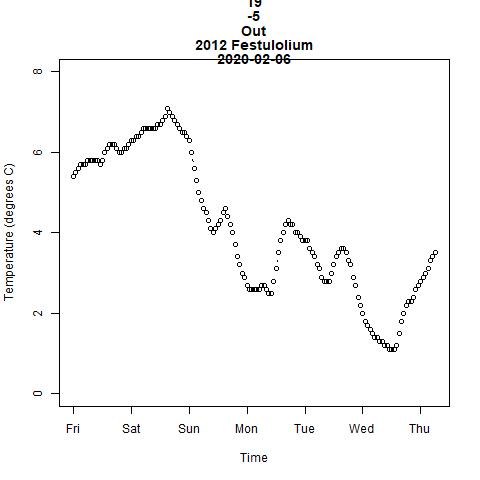 19
-5
Out
2012 Festulolium
2020-02-06
8
6
4
2
0
Temperature (degrees C)
Fri Sat Sun Mon Tue Wed Thu
Time